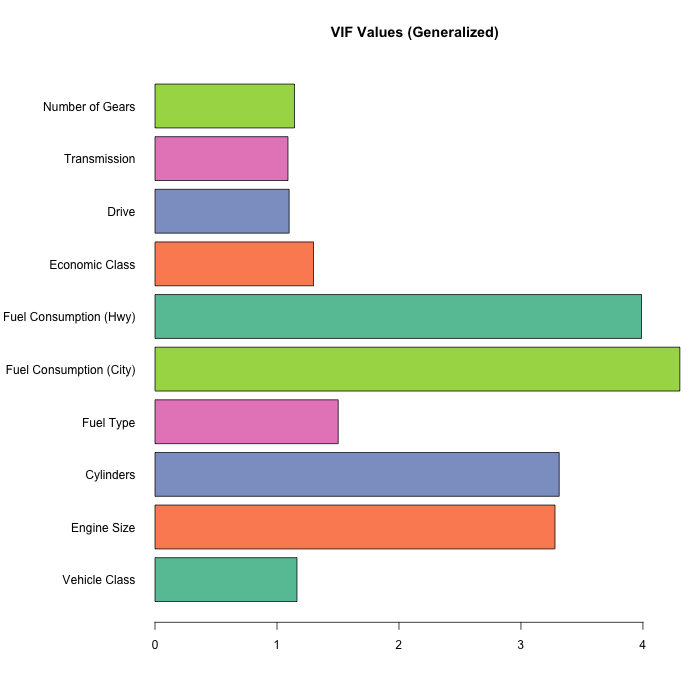 VIF Values (Generalized)
Number of Gears
Transmission
Drive
Economic Class
Fuel Consumption (Hwy)
Fuel Consumption (City)
Fuel Type
Cylinders
Engine Size
Vehicle Class
0 1 2 3 4